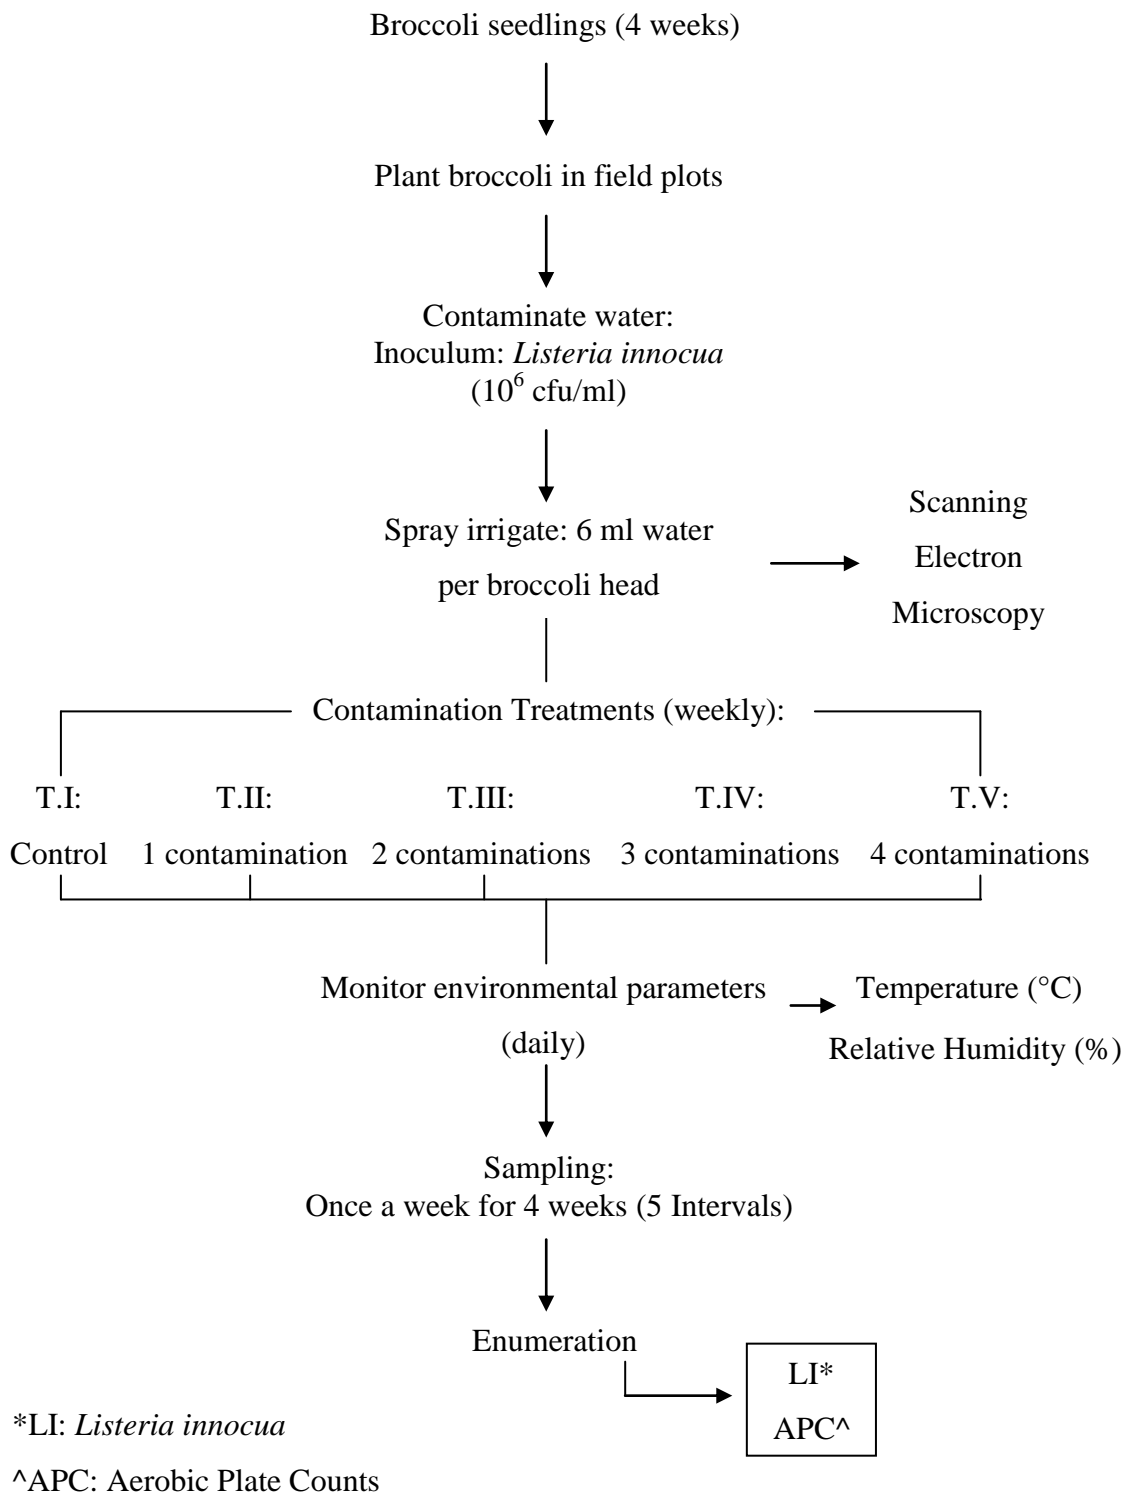 Broccoli seedlings (4 weeks)
Plant broccoli in field plots
Contaminate water:
Inoculum: Listeria innocua
(10⁶ cfu/ml)
Spray irrigate: 6 ml water
per broccoli head
Scanning
Electron
Microscopy
Contamination Treatments (weekly):
T.I:
Control
T.II:
1 contamination
T.III:
2 contaminations
T.IV:
3 contaminations
T.V:
4 contaminations
Monitor environmental parameters
(daily)
Temperature (°C)
Relative Humidity (%)
Sampling:
Once a week for 4 weeks (5 Intervals)
Enumeration
LI*
APC^
*LI: Listeria innocua
^APC: Aerobic Plate Counts